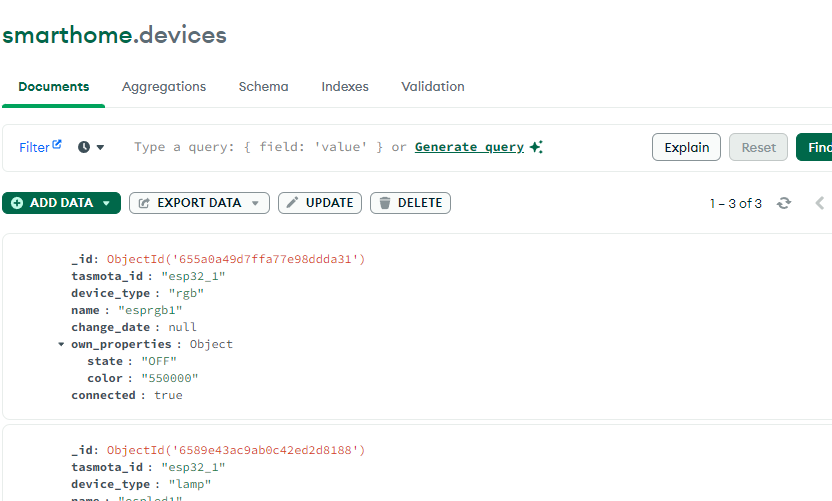 smarthome.devices
Documents Aggregations Schema Indexes Validation
Filter Type a query: { field: 'value' } or Generate query Explain Reset Find
ADD DATA EXPORT DATA UPDATE DELETE 1 – 3 of 3
_id: ObjectId('655a0a49d7ffa77e98ddda31')
tasmota_id : "esp32_1"
device_type : "rgb"
name : "esprgb1"
change_date : null
own_properties : Object
state : "OFF"
color : "550000"
connected : true
_id: ObjectId('6589e43ac9ab0c42ed2d8188')
tasmota_id : "esp32_1"
device_type : "lamp"
name : "espled1"